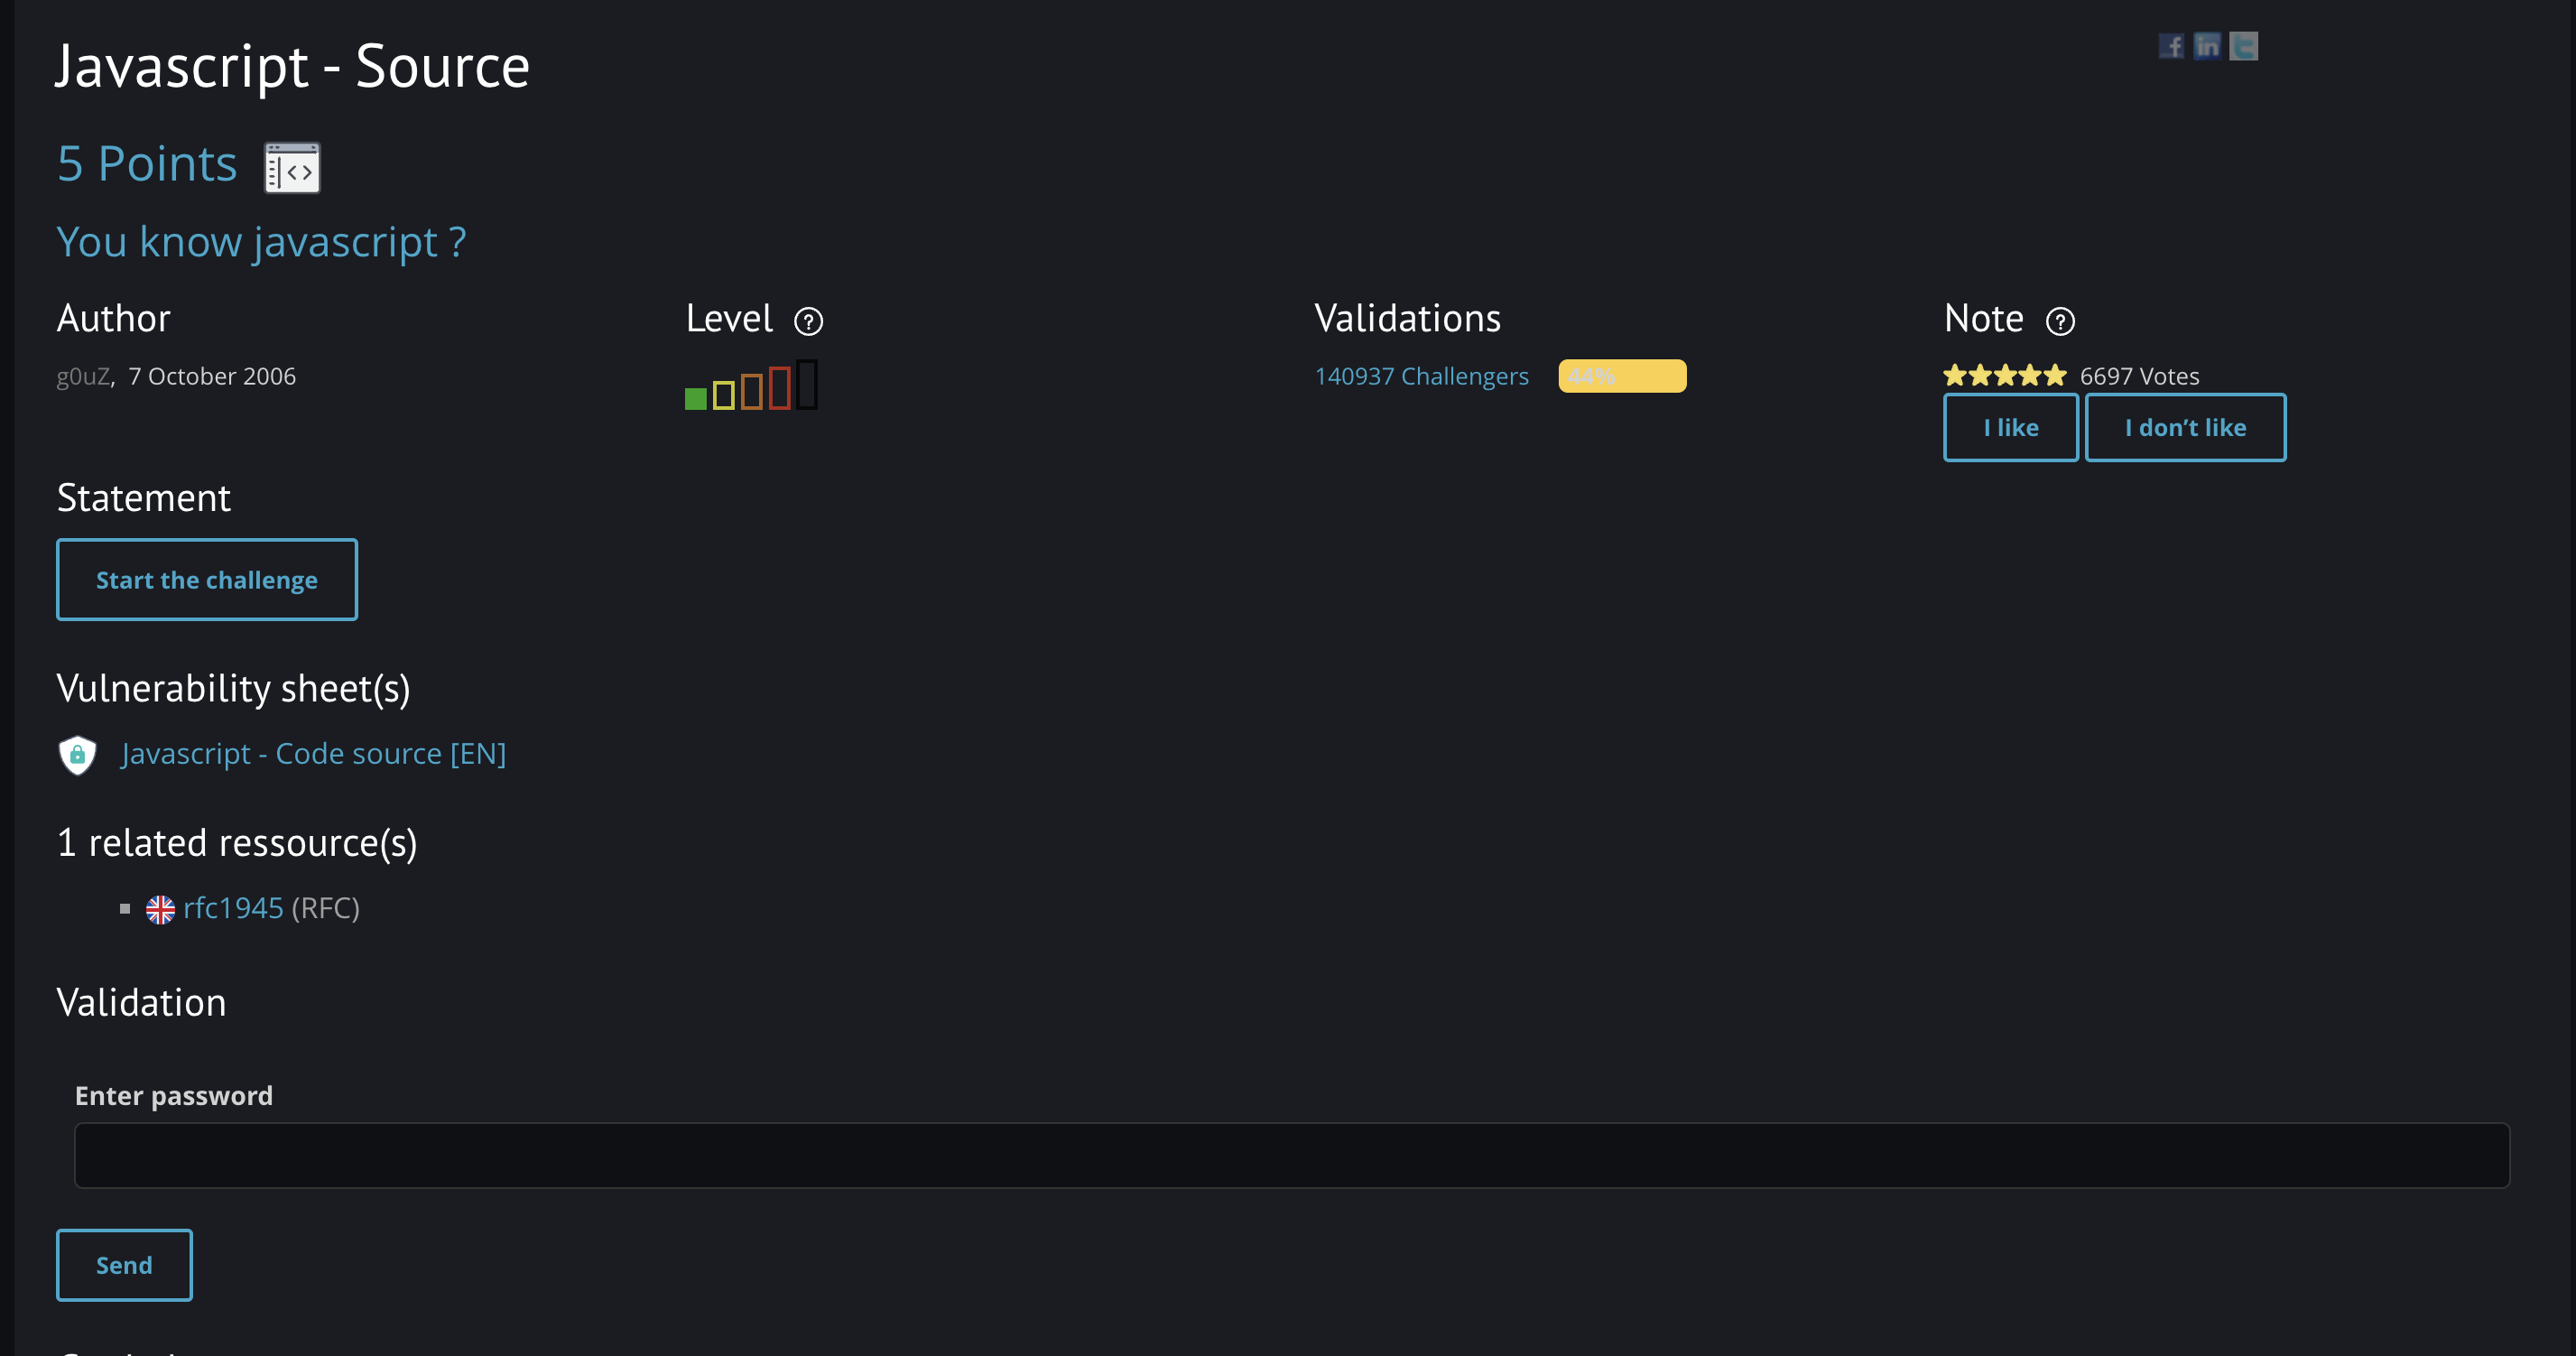 Javascript - Source
5 Points
You know javascript ?
Author
g0uZ, 7 October 2006
Level ?
Validations
140937 Challengers 44%
Note ?
6697 Votes
I like I don’t like
Statement
Start the challenge
Vulnerability sheet(s)
Javascript - Code source [EN]
1 related ressource(s)
rfc1945 (RFC)
Validation
Enter password
Send